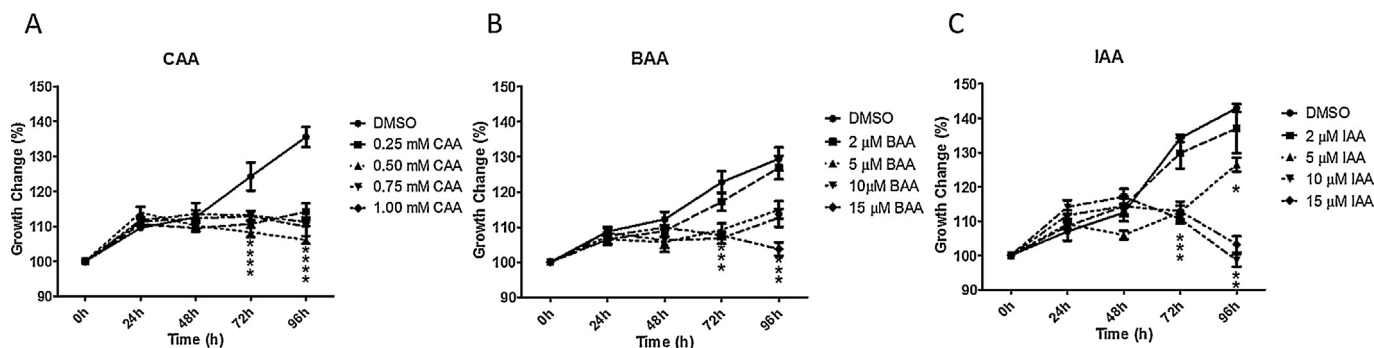 A
CAA
Growth Change (%)
150
140
130
120
110
100
90
0h
24h
48h
72h
96h
Time (h)
DMSO
0.25 mM CAA
0.50 mM CAA
0.75 mM CAA
1.00 mM CAA
* * * *
* * * *
B
BAA
Growth Change (%)
150
140
130
120
110
100
90
0h
24h
48h
72h
96h
Time (h)
DMSO
2 µM BAA
5 µM BAA
10µM BAA
15 µM BAA
* * *
* * *
C
IAA
Growth Change (%)
150
140
130
120
110
100
90
0h
24h
48h
72h
96h
Time (h)
DMSO
2 µM IAA
5 µM IAA
10 µM IAA
15 µM IAA
* * *
*
* *